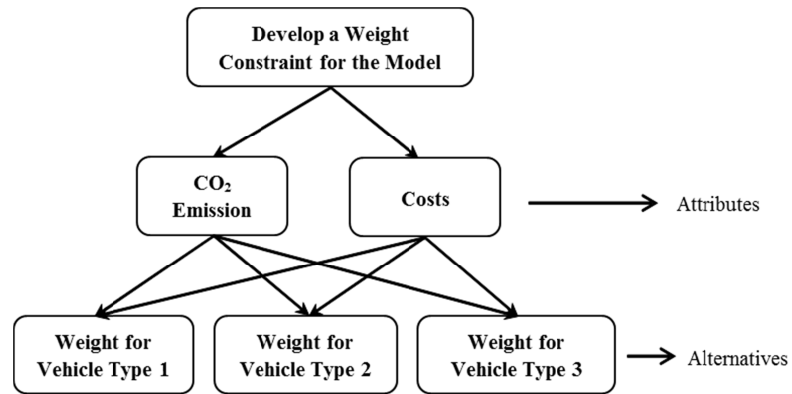 Develop a Weight
Constraint for the Model
CO₂
Emission
Costs
Attributes
Weight for
Vehicle Type 1
Weight for
Vehicle Type 2
Weight for
Vehicle Type 3
Alternatives